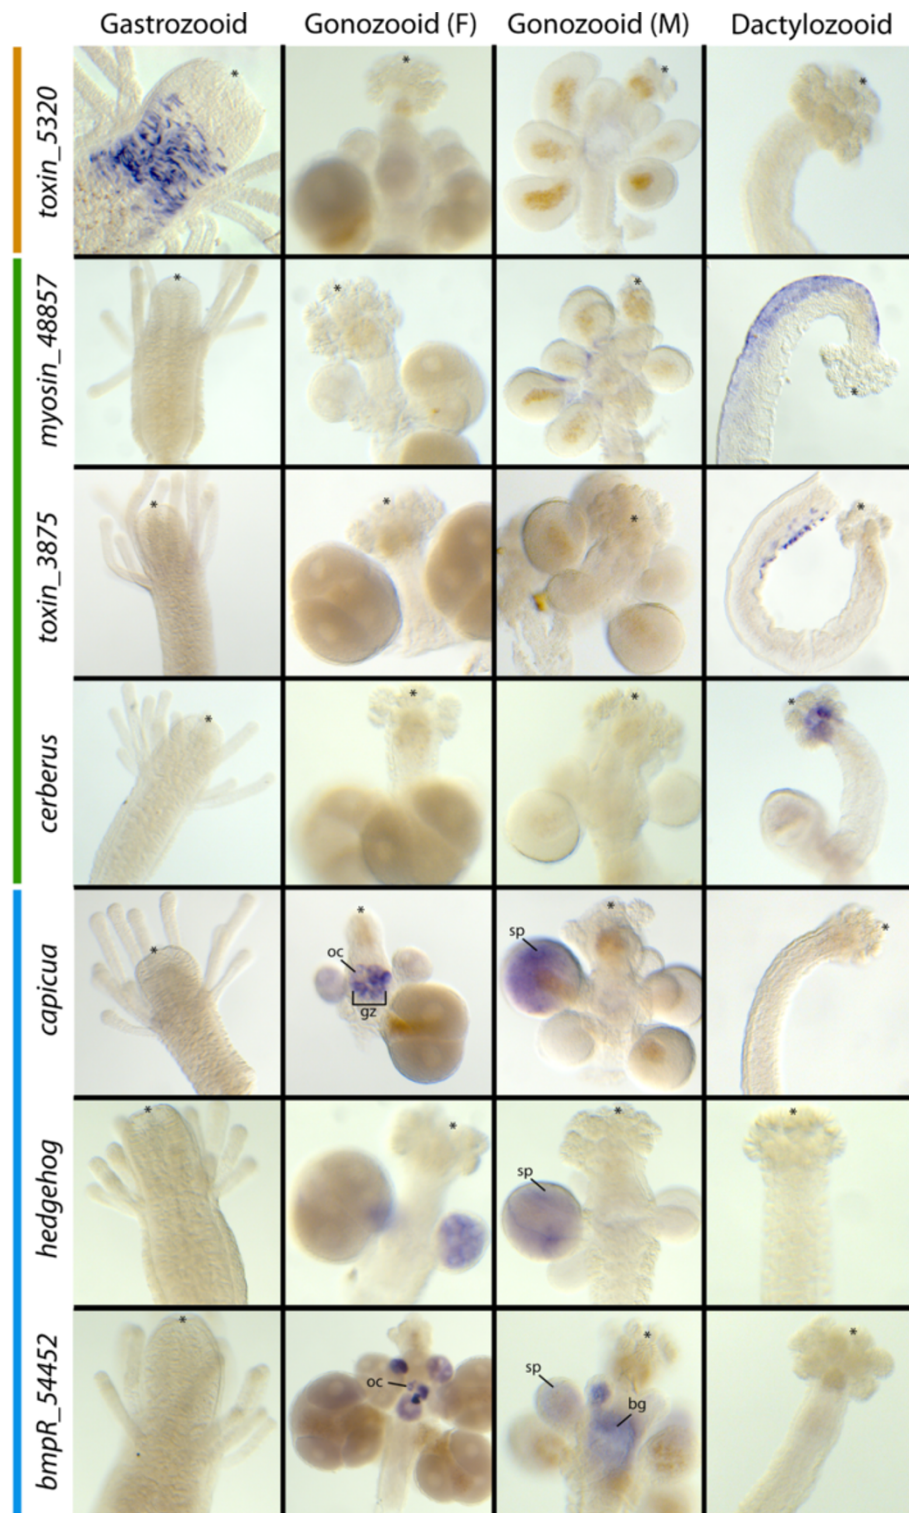 Gastrozooid Gonozooid (F) Gonozooid (M) Dactylozooid
toxin_5320
* * * *
myosin_48857
* * * *
toxin_3875
* * * *
cerberus
* * * *
capicua
* * * *
oc sp
gz
hedgehog
* * * *
sp
bmpR_54452
* * * *
oc sp
bg